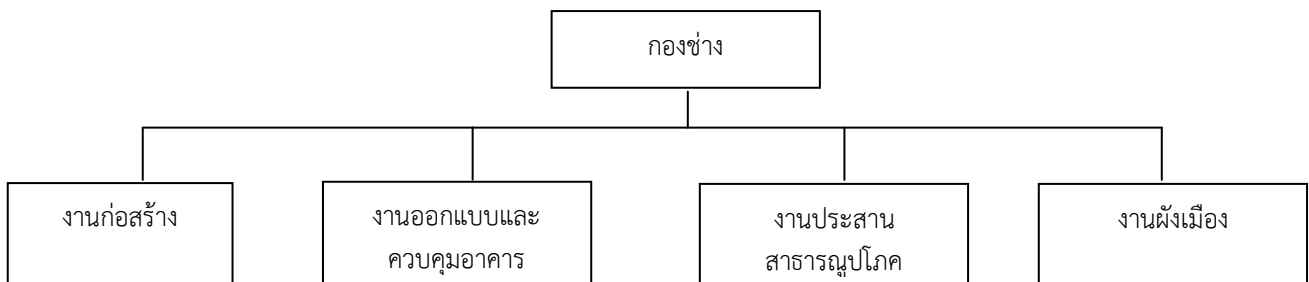 กองช่าง
งานก่อสร้าง
งานออกแบบและ
ควบคุมอาคาร
งานประสาน
สาธารณูปโภค
งานผังเมือง